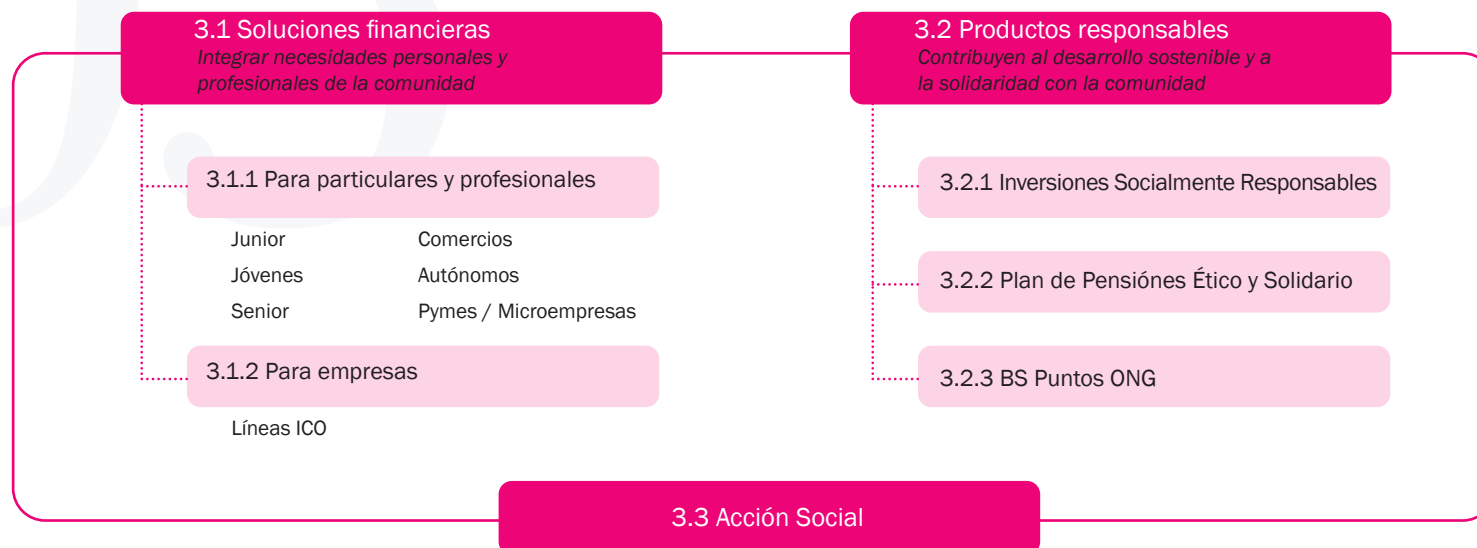 3.1 Soluciones financieras
Integrar necesidades personales y
profesionales de la comunidad
3.1.1 Para particulares y profesionales
Junior
Comercios
Jóvenes
Autónomos
Senior
Pymes / Microempresas
3.1.2 Para empresas
Líneas ICO
3.2 Productos responsables
Contribuyen al desarrollo sostenible y a
la solidaridad con la comunidad
3.2.1 Inversiones Socialmente Responsables
3.2.2 Plan de Pensiónes Ético y Solidario
3.2.3 BS Puntos ONG
3.3 Acción Social